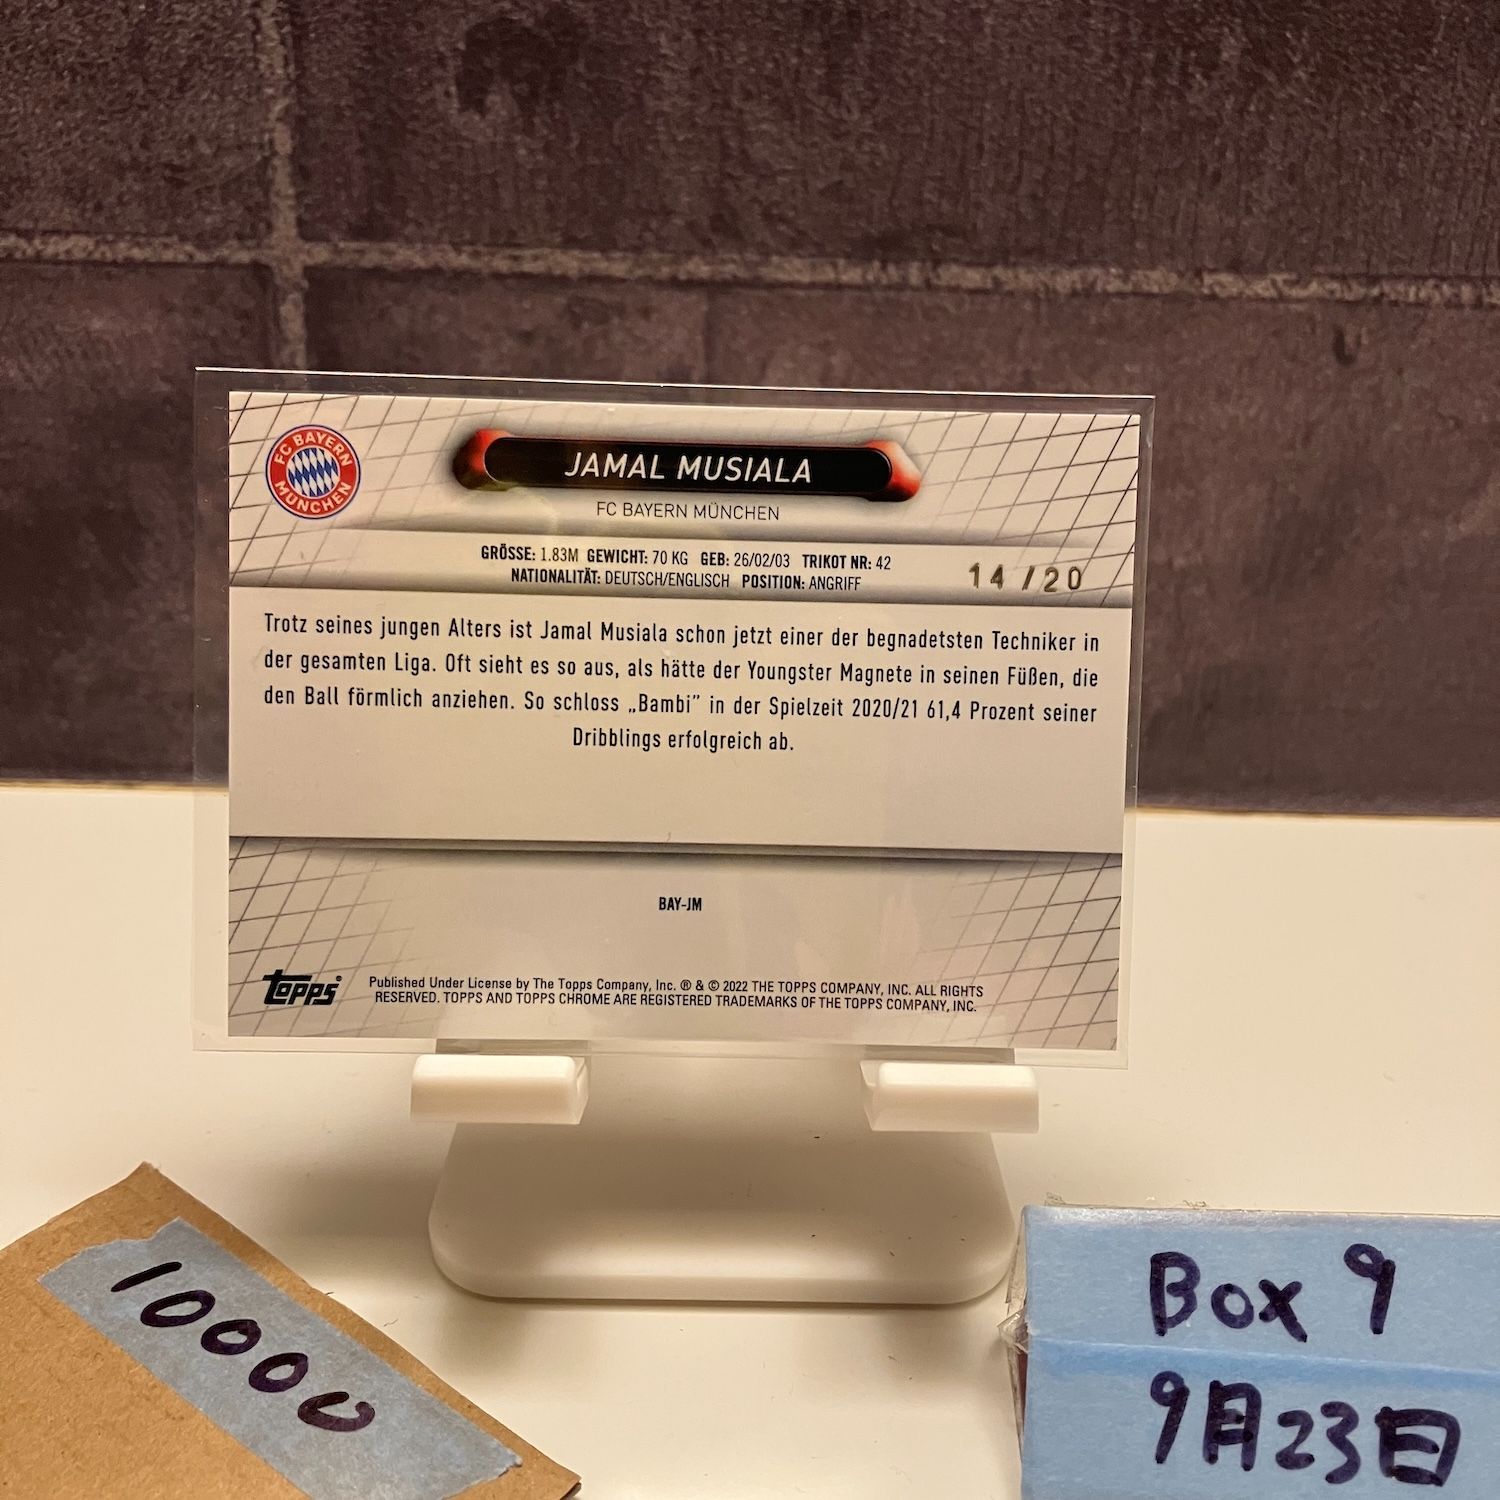 FC BAYERN
MÜNCHEN
JAMAL MUSIALA
FC BAYERN MÜNCHEN
GRÖSSE: 1.83M GEWICHT: 70 KG GEB: 26/02/03 TRIKOT NR: 42
NATIONALITÄT: DEUTSCH/ENGLISCH POSITION: ANGRIFF
14 / 20
Trotz seines jungen Alters ist Jamal Musiala schon jetzt einer der begnadetsten Techniker in
der gesamten Liga. Oft sieht es so aus, als hätte der Youngster Magnete in seinen Füßen, die
den Ball förmlich anziehen. So schloss „Bambi” in der Spielzeit 2020/21 61,4 Prozent seiner
Dribblings erfolgreich ab.
BAY-JM
topps
Published Under License by The Topps Company, Inc. ® & © 2022 THE TOPPS COMPANY, INC. ALL RIGHTS
RESERVED. TOPPS AND TOPPS CHROME ARE REGISTERED TRADEMARKS OF THE TOPPS COMPANY, INC.
10000
Box 9
9月23日